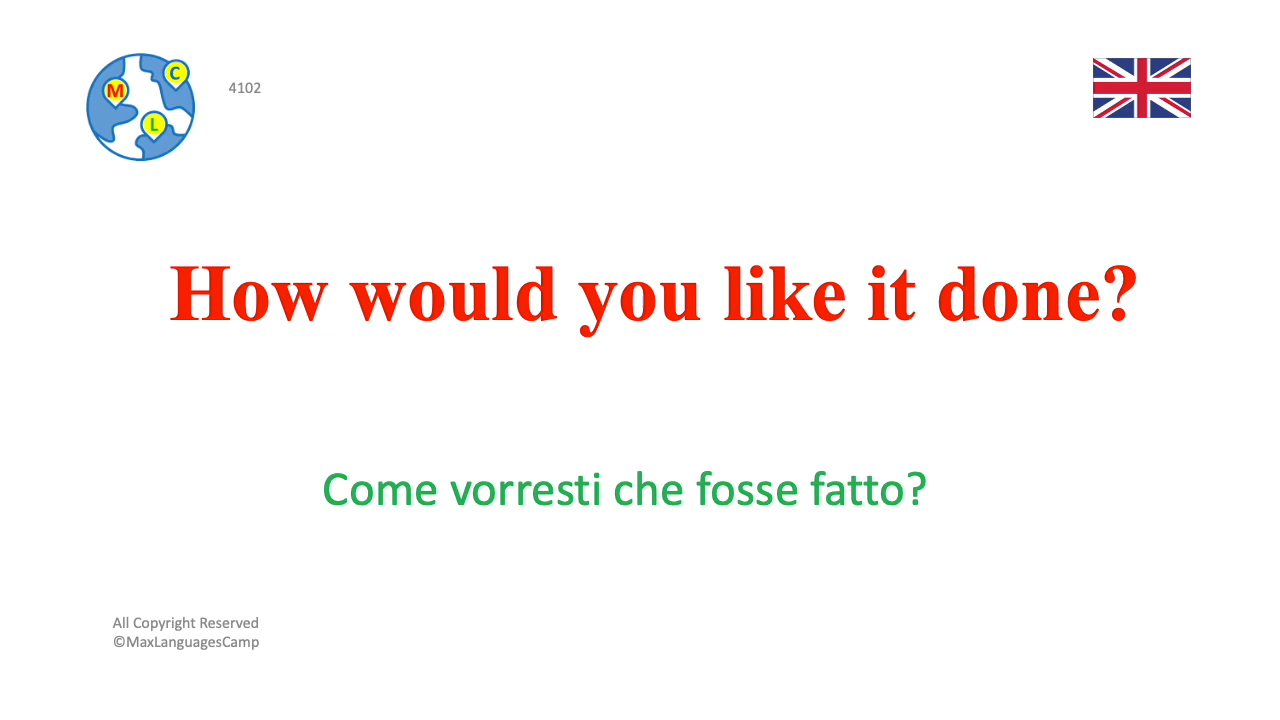 M
C
L
4102
How would you like it done?
Come vorresti che fosse fatto?
All Copyright Reserved
©MaxLanguagesCamp